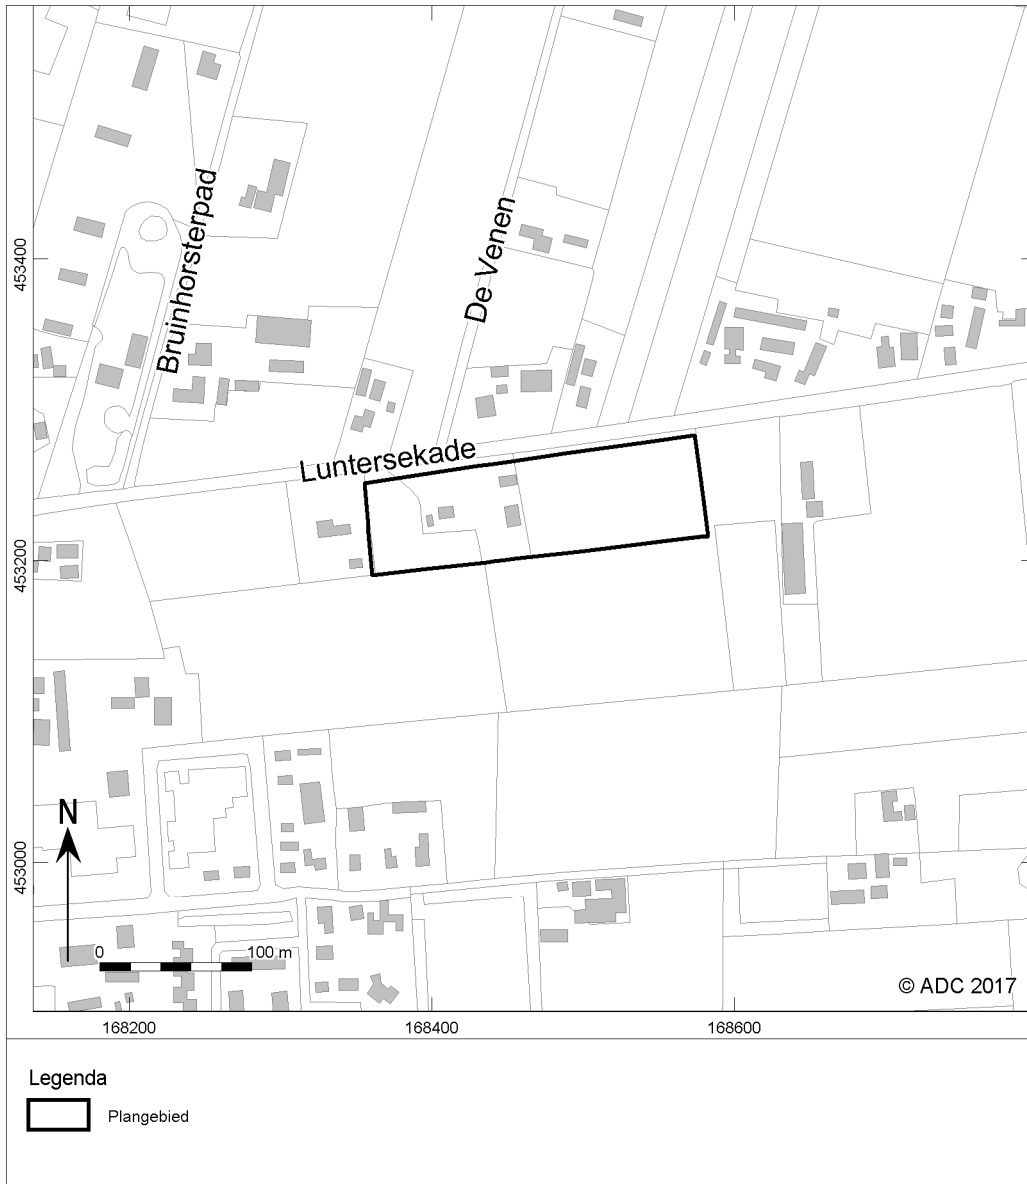 Bruinhorsterpad
De Venen
Luntersekade
453400
453200
453000
N
0 100 m
© ADC 2017
168200 168400 168600
Legenda
Plangebied